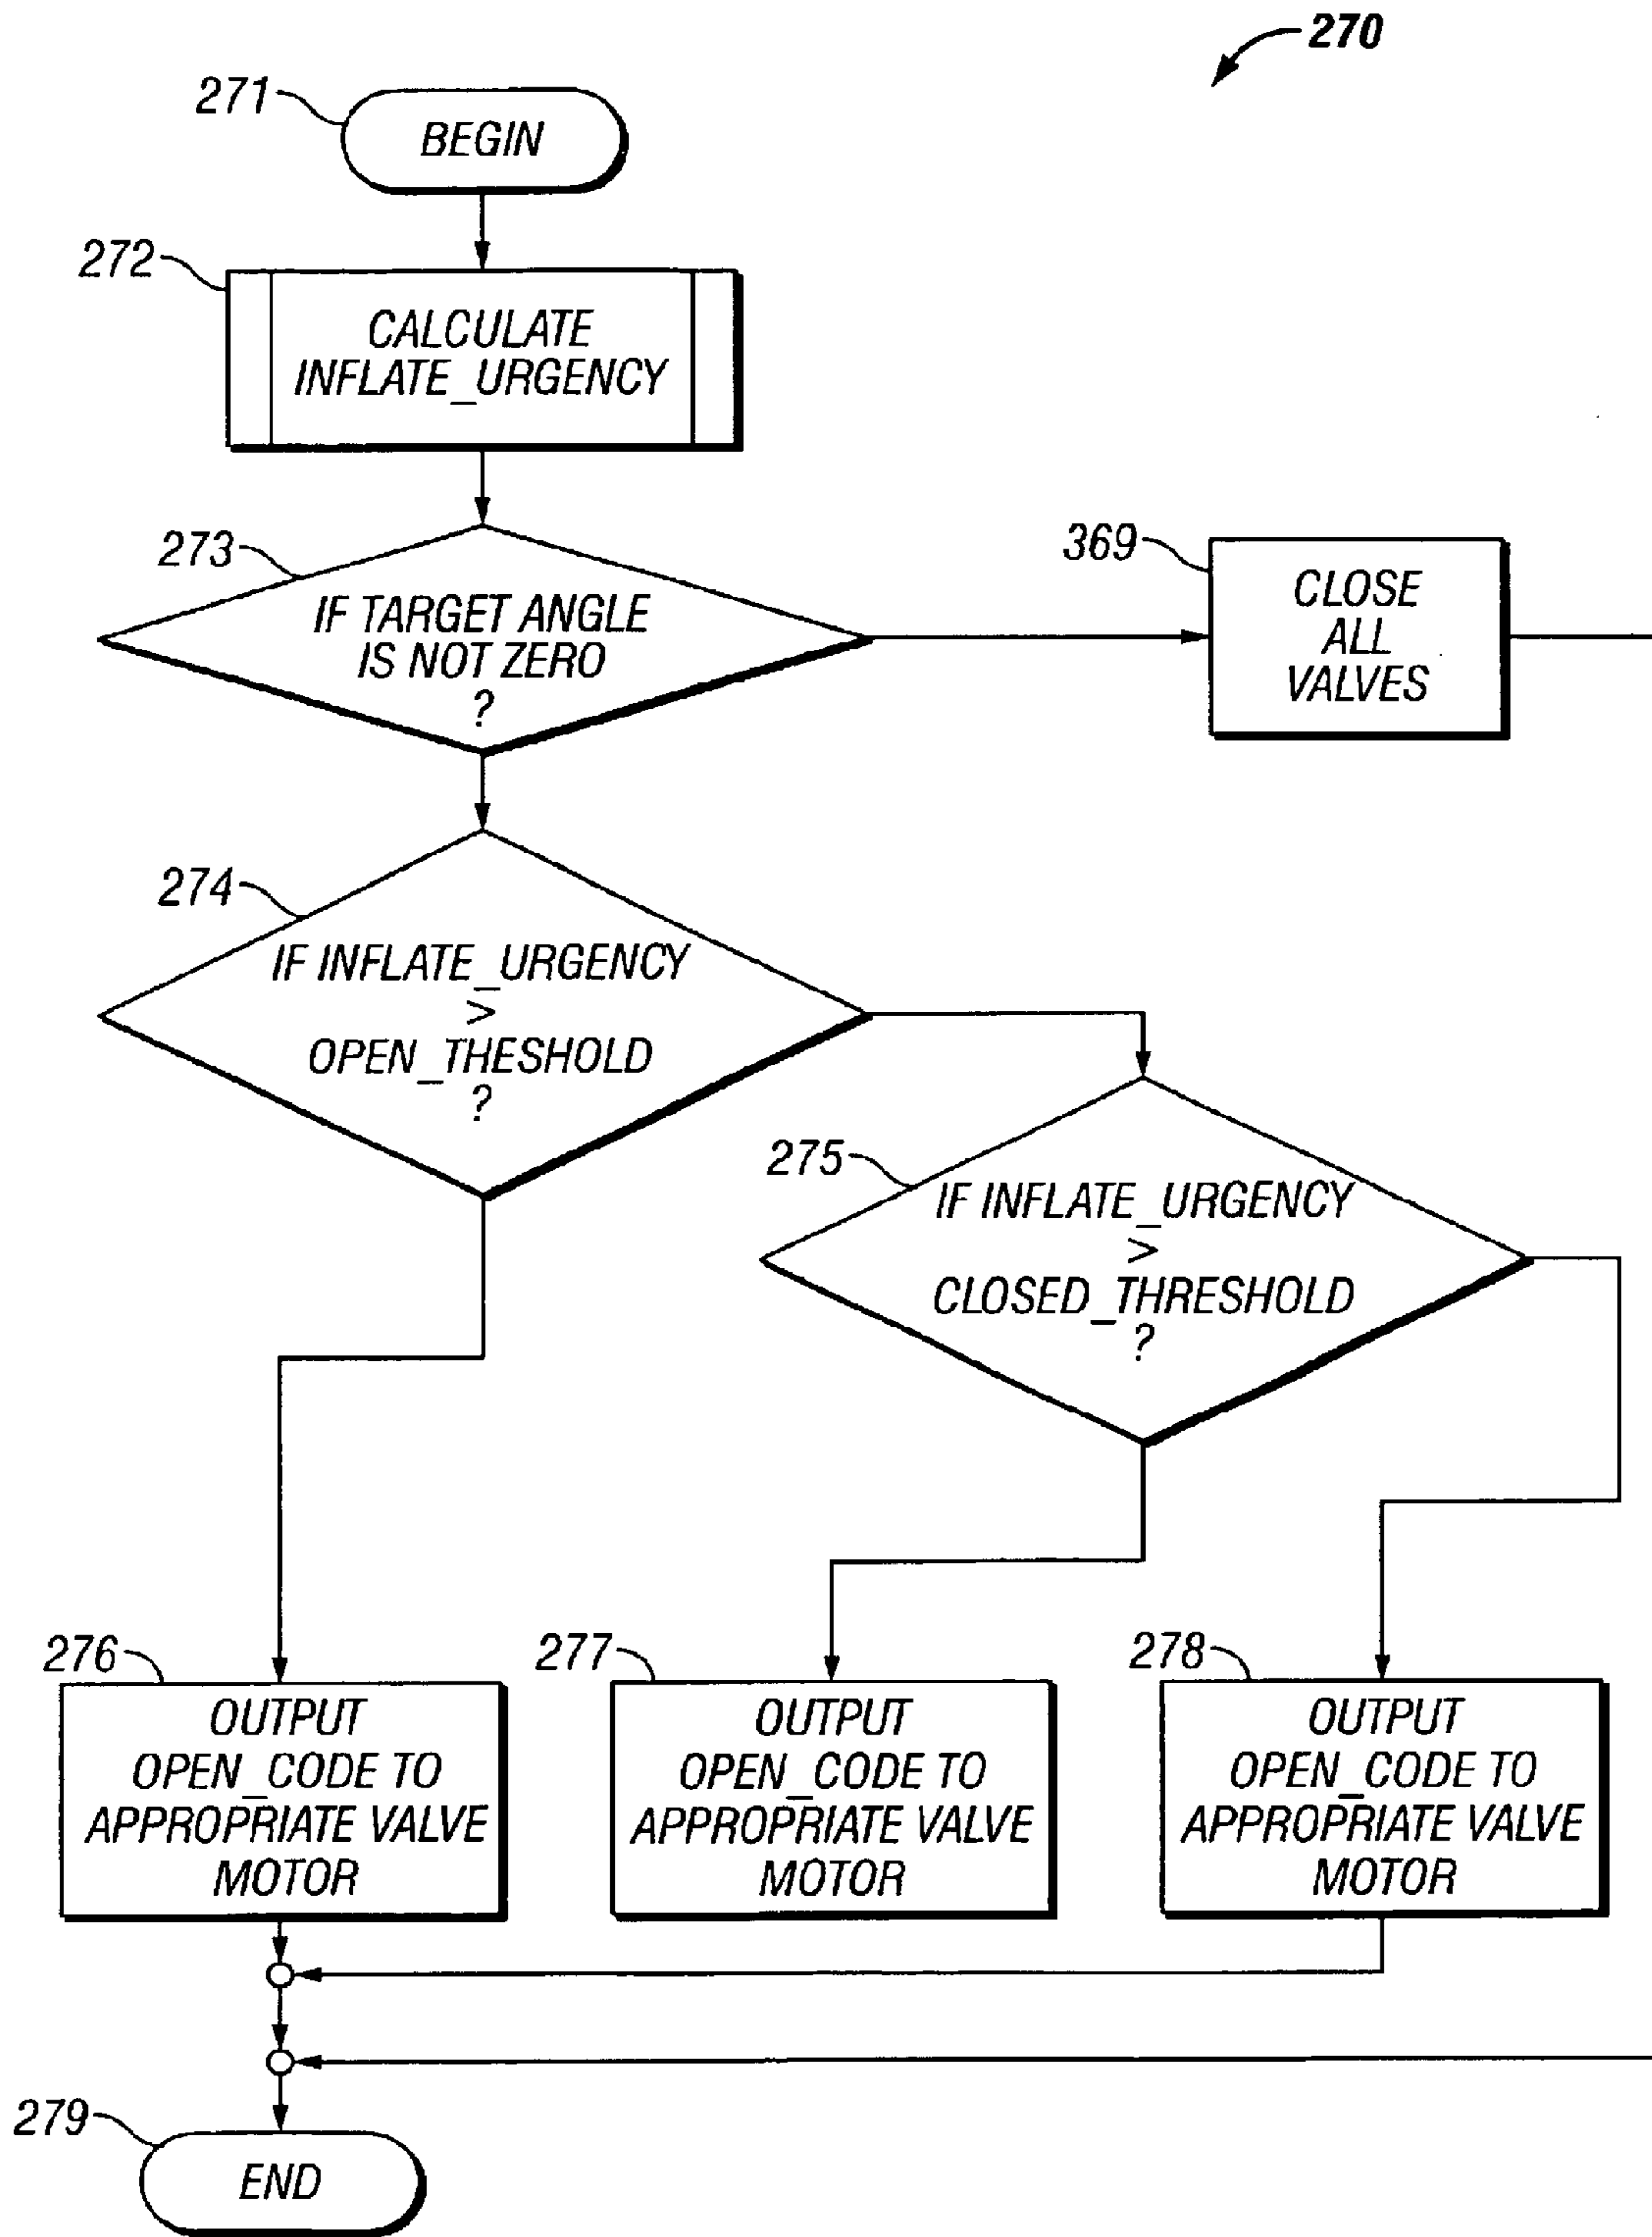 270
271
BEGIN
272
CALCULATE
INFLATE_URGENCY
273
IF TARGET ANGLE
IS NOT ZERO
?
369
CLOSE
ALL
VALVES
274
IF INFLATE_URGENCY
>
OPEN_THESHOLD
?
275
IF INFLATE_URGENCY
>
CLOSED_THRESHOLD
?
276
OUTPUT
OPEN_CODE TO
APPROPRIATE VALVE
MOTOR
277
OUTPUT
OPEN_CODE TO
APPROPRIATE VALVE
MOTOR
278
OUTPUT
OPEN_CODE TO
APPROPRIATE VALVE
MOTOR
279
END